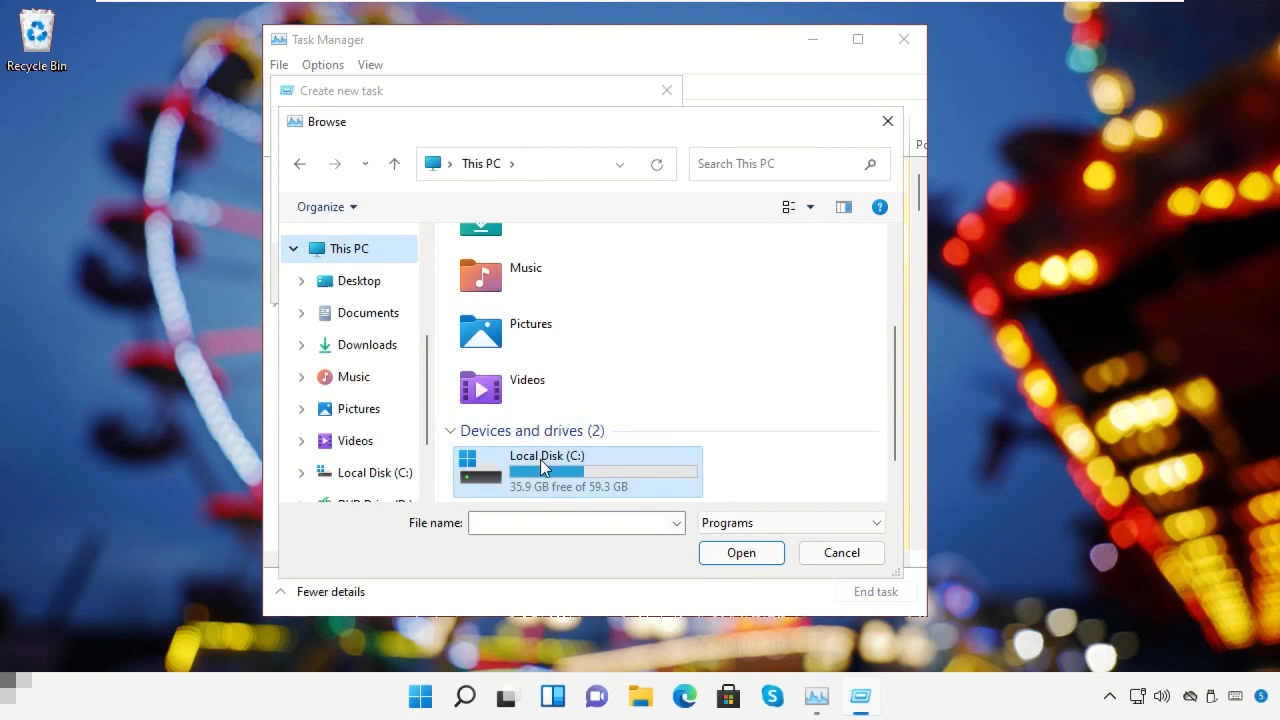 Recycle Bin
Task Manager
File Options View
Create new task
Browse
This PC
Search This PC
Organize
This PC
Desktop
Documents
Downloads
Music
Pictures
Videos
Local Disk (C:)
Music
Pictures
Videos
Devices and drives (2)
Local Disk (C:)
35.9 GB free of 59.3 GB
File name:
Programs
Open
Cancel
Fewer details
End task
5